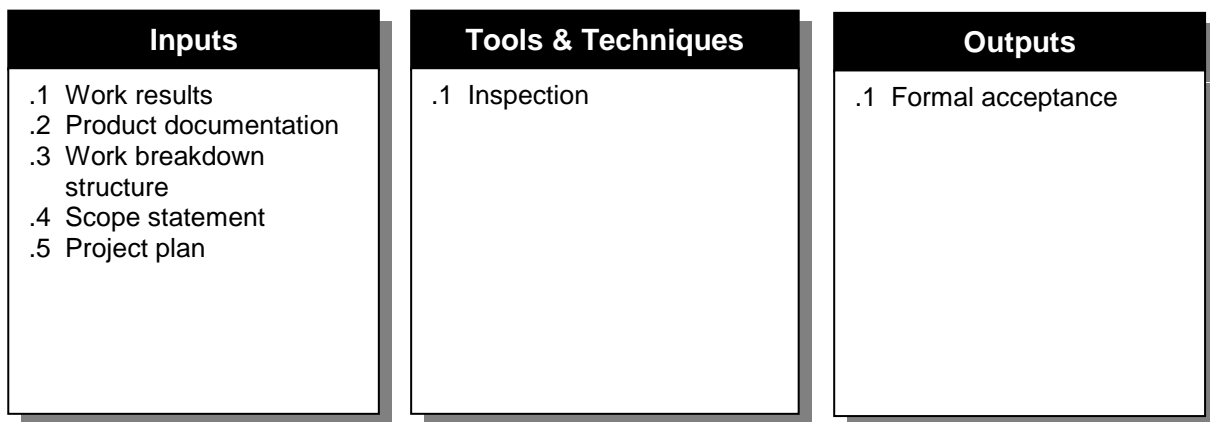 Inputs
.1 Work results
.2 Product documentation
.3 Work breakdown
structure
.4 Scope statement
.5 Project plan
Tools & Techniques
.1 Inspection
Outputs
.1 Formal acceptance